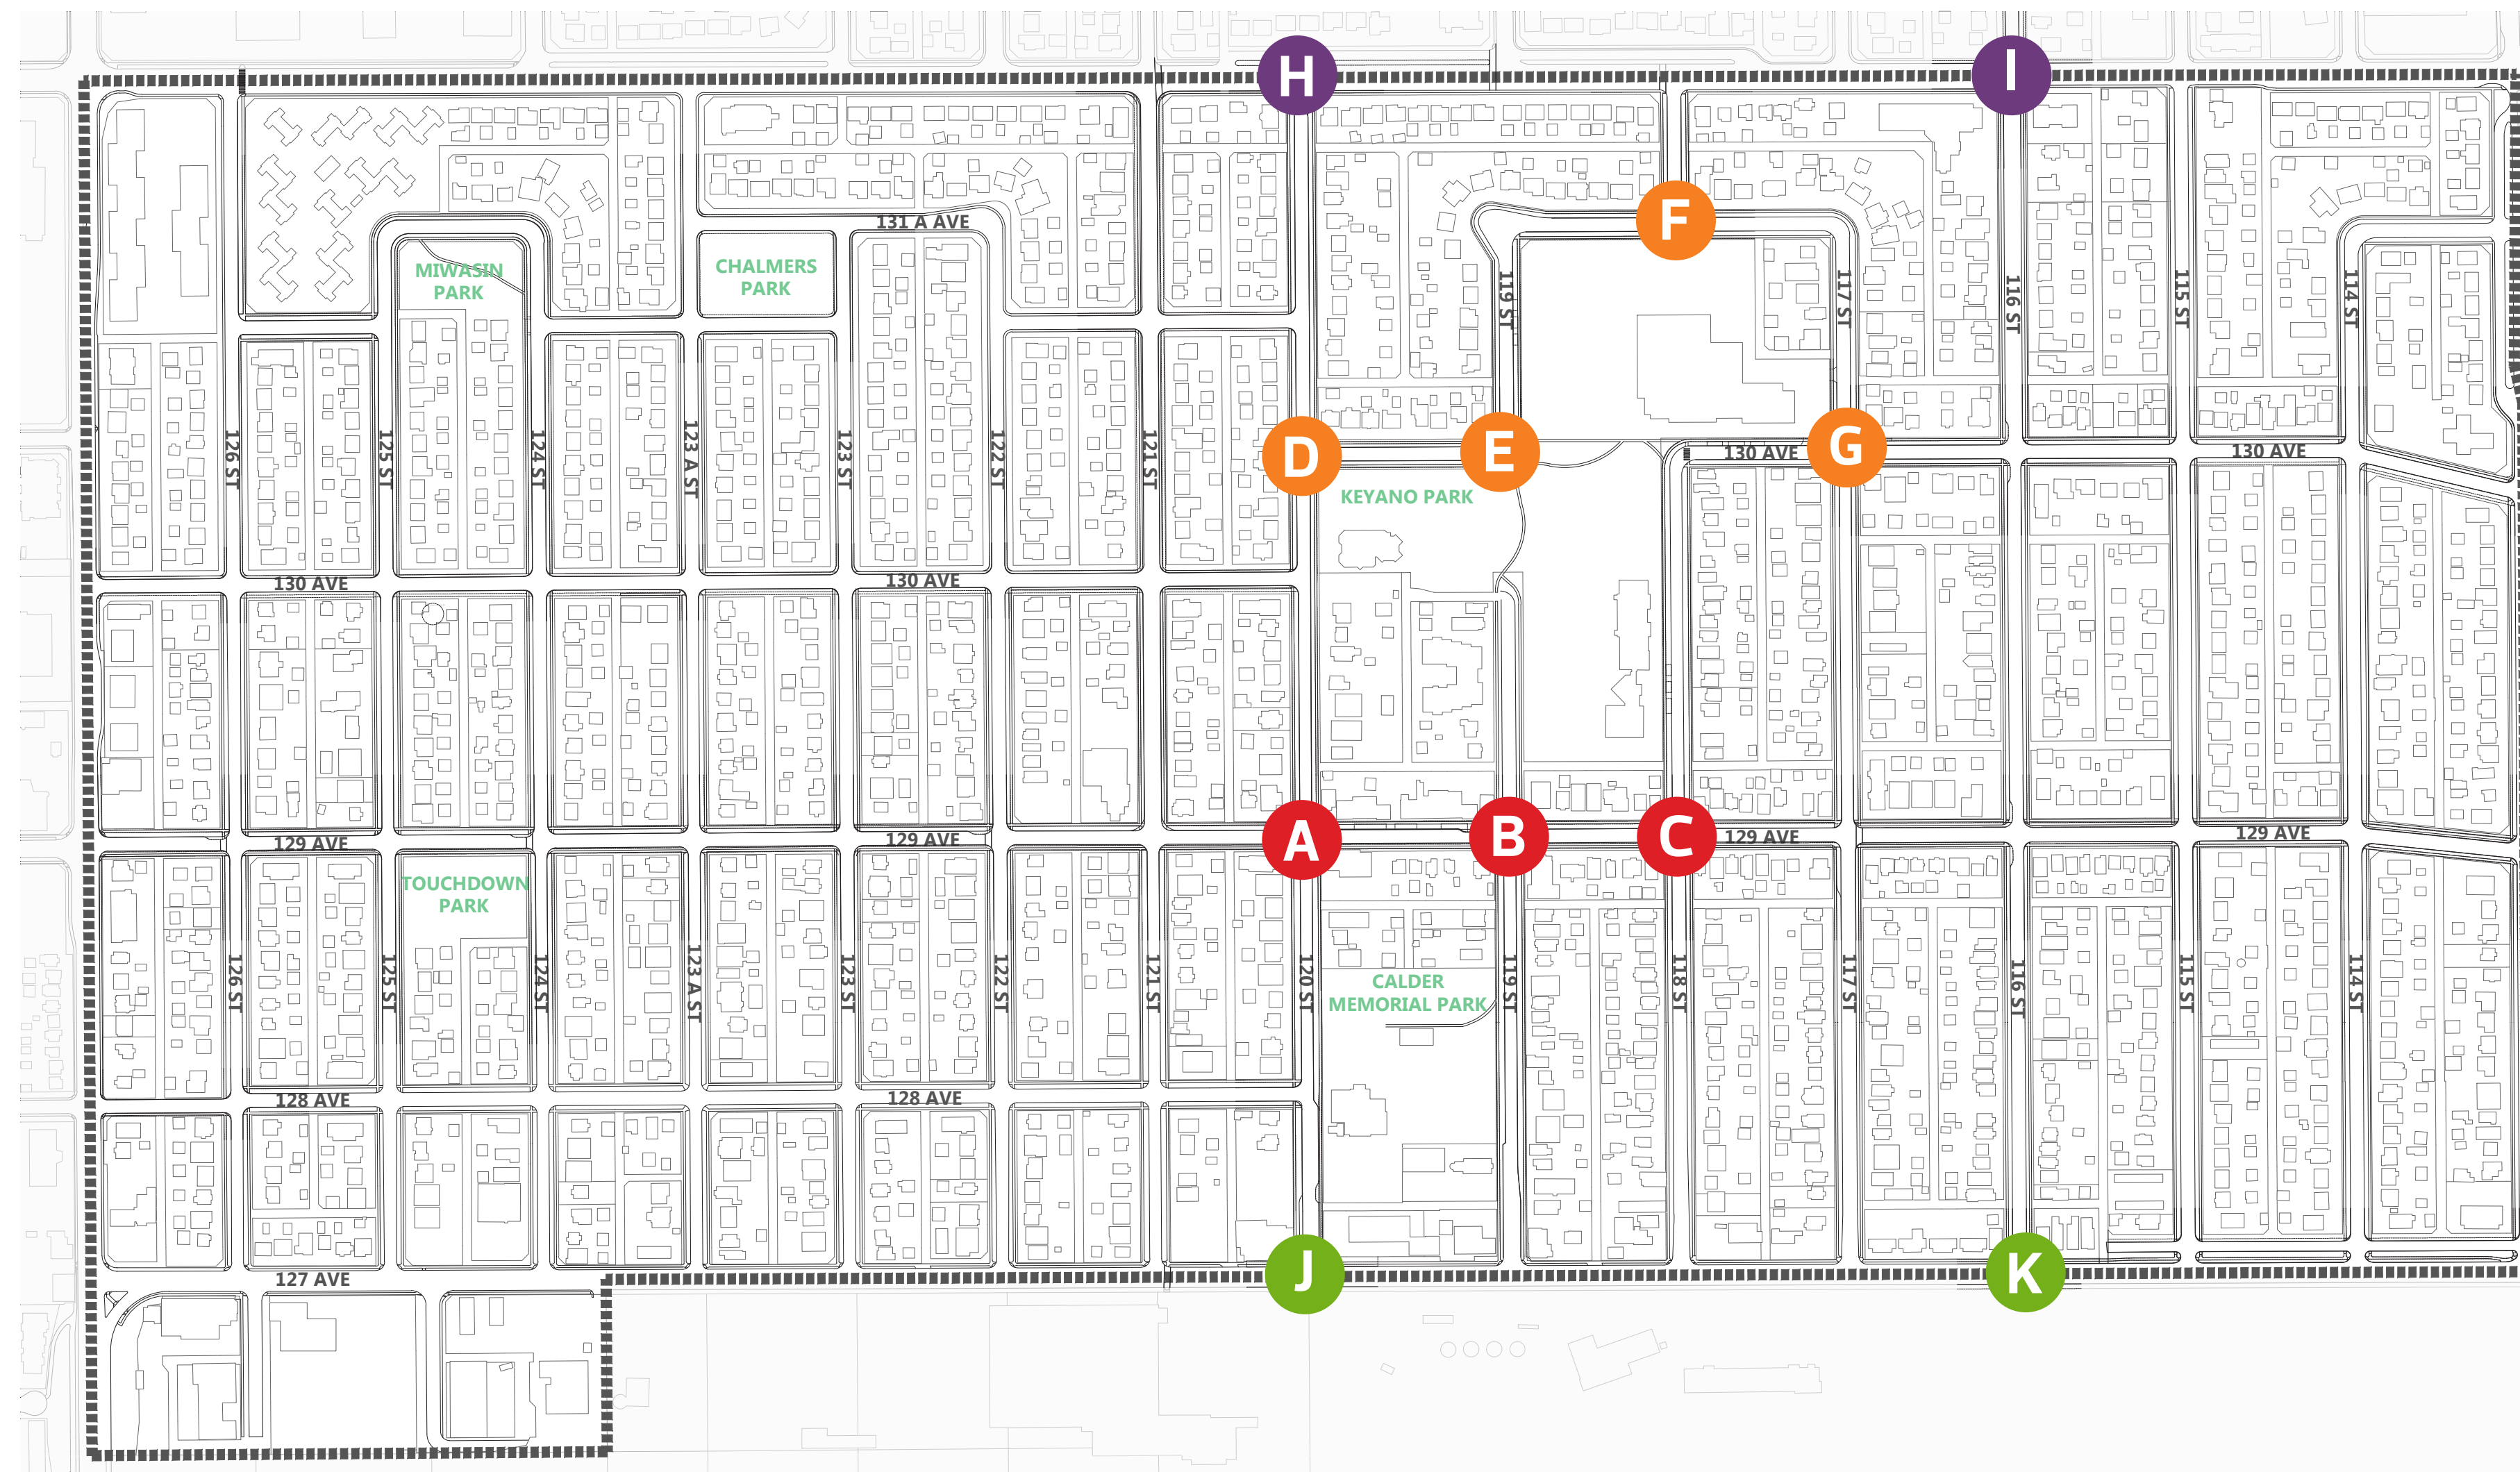 H
I
F
131 A AVE
MIWASIN
PARK
CHALMERS
PARK
119 ST
117 ST
116 ST
115 ST
114 ST
126 ST
125 ST
124 ST
123 A ST
123 ST
122 ST
121 ST
D
E
G
130 AVE
130 AVE
KEYANO PARK
130 AVE
130 AVE
A
B
C
129 AVE
129 AVE
129 AVE
129 AVE
TOUCHDOWN
PARK
126 ST
125 ST
124 ST
123 A ST
123 ST
122 ST
121 ST
120 ST
CALDER
MEMORIAL PARK
119 ST
118 ST
117 ST
116 ST
115 ST
114 ST
128 AVE
128 AVE
J
K
127 AVE